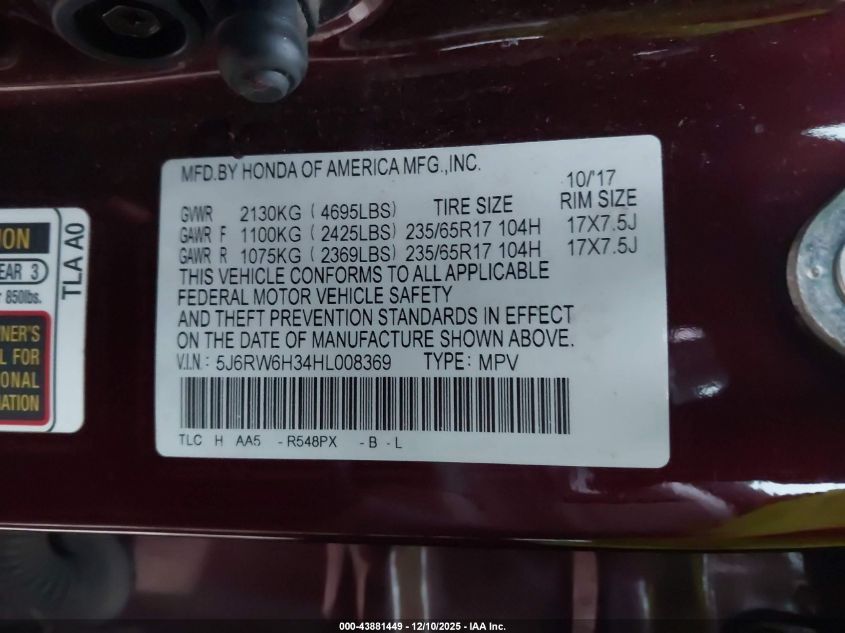 MFD.BY HONDA OF AMERICA MFG.,INC.
10/'17
GVWR 2130KG ( 4695LBS) TIRE SIZE RIM SIZE
GAWR F 1100KG ( 2425LBS) 235/65R17 104H 17X7.5J
GAWR R 1075KG ( 2369LBS) 235/65R17 104H 17X7.5J
THIS VEHICLE CONFORMS TO ALL APPLICABLE
FEDERAL MOTOR VEHICLE SAFETY
AND THEFT PREVENTION STANDARDS IN EFFECT
ON THE DATE OF MANUFACTURE SHOWN ABOVE.
V.I.N: 5J6RW6H34HL008369 TYPE: MPV
TLC H AA5 -R548PX -B -L
ION
EAR 3
850lbs.
TLA A0
NER'S
L FOR
ONAL
ATION
000-43881449 - 12/10/2025 - IAA Inc.